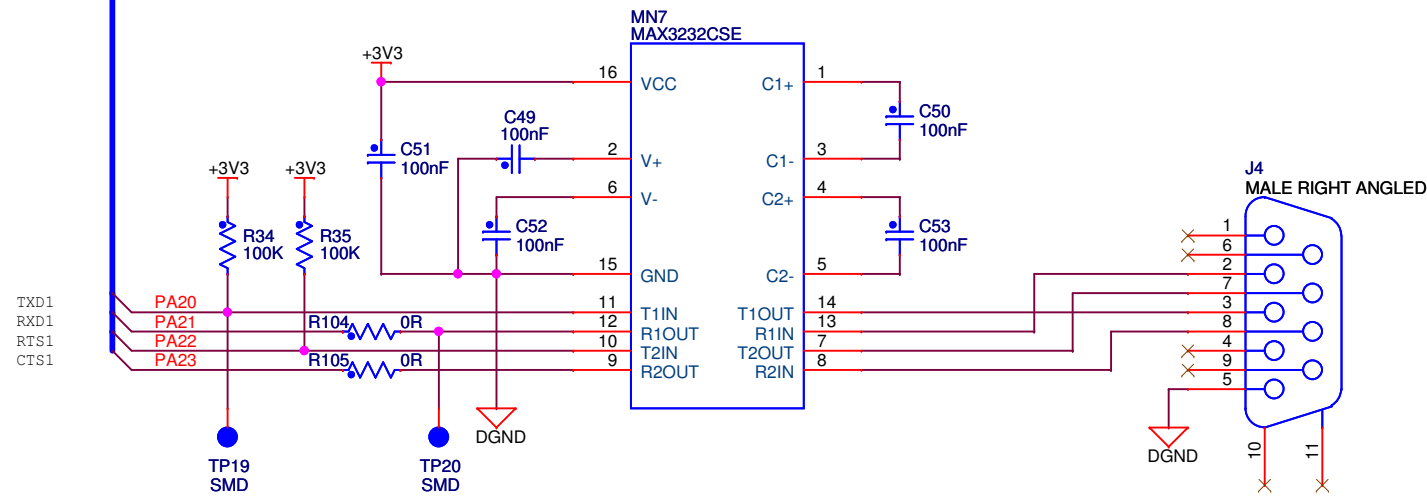 MN7
MAX3232CSE
+3V3
16
VCC
C1+
1
C49
100nF
C50
100nF
C51
100nF
2
V+
C1-
3
+3V3
+3V3
6
V-
C2+
4
J4
MALE RIGHT ANGLED
R34
100K
R35
100K
C52
100nF
C53
100nF
1
6
2
7
3
8
4
9
5
15
GND
C2-
5
TXD1
PA20
11
T1IN
T1OUT
14
RXD1
PA21
R104
0R
12
R1OUT
R1IN
13
RTS1
PA22
10
T2IN
T2OUT
7
CTS1
PA23
R105
0R
9
R2OUT
R2IN
8
DGND
DGND
10
11
TP19
SMD
TP20
SMD